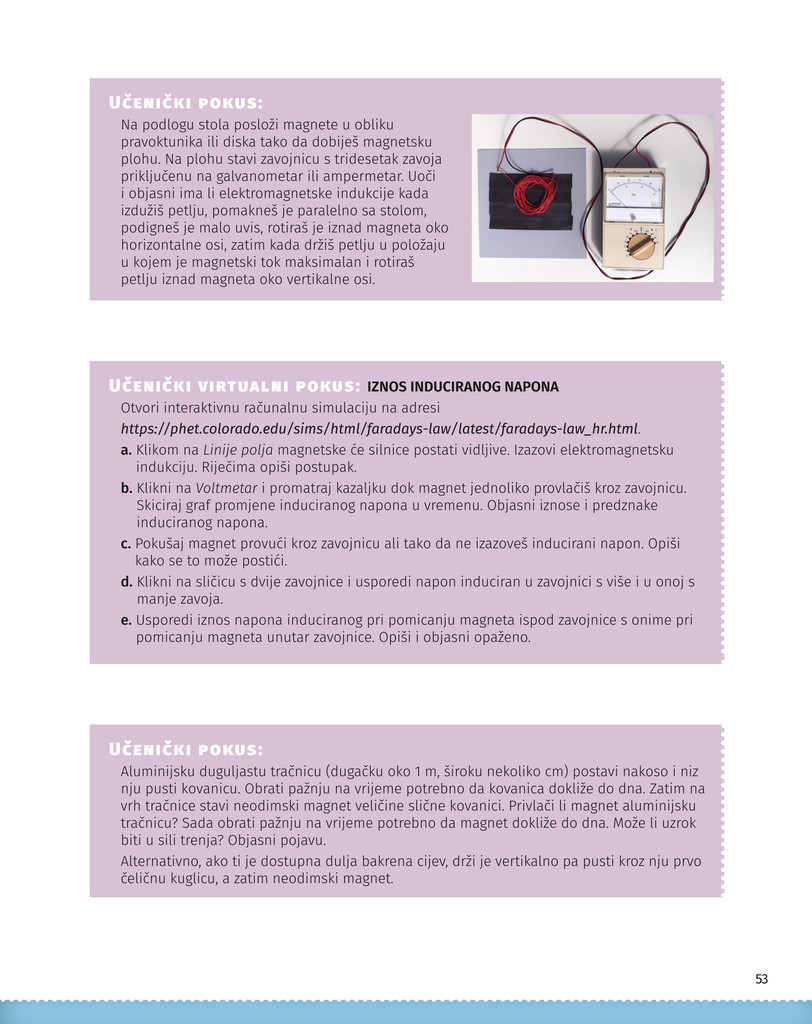 Učenički pokus:
Na podlogu stola posloži magnete u obliku
pravoktunika ili diska tako da dobiješ magnetsku
plohu. Na plohu stavi zavojnicu s tridesetak zavoja
priključenu na galvanometar ili ampermetar. Uoči
i objasni ima li elektromagnetske indukcije kada
izdužiš petlju, pomakneš je paralelno sa stolom,
podigneš je malo uvis, rotiraš je iznad magneta oko
horizontalne osi, zatim kada držiš petlju u položaju
u kojem je magnetski tok maksimalan i rotiraš
petlju iznad magneta oko vertikalne osi.
Učenički virtualni pokus: IZNOS INDUCIRANOG NAPONA
Otvori interaktivnu računalnu simulaciju na adresi
https://phet.colorado.edu/sims/html/faradays-law/latest/faradays-law_hr.html.
a. Klikom na Linije polja magnetske će silnice postati vidljive. Izazovi elektromagnetsku
indukciju. Riječima opiši postupak.
b. Klikni na Voltmetar i promatraj kazaljku dok magnet jednoliko provlačiš kroz zavojnicu.
Skiciraj graf promjene induciranog napona u vremenu. Objasni iznose i predznake
induciranog napona.
c. Pokušaj magnet provući kroz zavojnicu ali tako da ne izazoveš inducirani napon. Opiši
kako se to može postići.
d. Klikni na sličicu s dvije zavojnice i usporedi napon induciran u zavojnici s više i u onoj s
manje zavoja.
e. Usporedi iznos napona induciranog pri pomicanju magneta ispod zavojnice s onime pri
pomicanju magneta unutar zavojnice. Opiši i objasni opaženo.
Učenički pokus:
Aluminijsku duguljastu tračnicu (dugačku oko 1 m, široku nekoliko cm) postavi nakoso i niz
nju pusti kovanicu. Obrati pažnju na vrijeme potrebno da kovanica dokliže do dna. Zatim na
vrh tračnice stavi neodimski magnet veličine slične kovanici. Privlači li magnet aluminijsku
tračnicu? Sada obrati pažnju na vrijeme potrebno da magnet dokliže do dna. Može li uzrok
biti u sili trenja? Objasni pojavu.
Alternativno, ako ti je dostupna dulja bakrena cijev, drži je vertikalno pa pusti kroz nju prvo
čeličnu kuglicu, a zatim neodimski magnet.
53